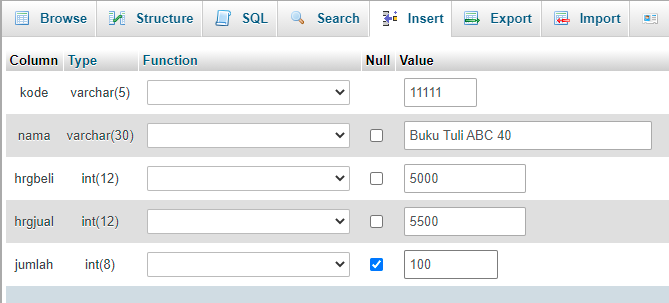 Browse Structure SQL Search Insert Export Import
Column Type Function Null Value
kode varchar(5) 11111
nama varchar(30) Buku Tuli ABC 40
hrgbeli int(12) 5000
hrgjual int(12) 5500
jumlah int(8) 100